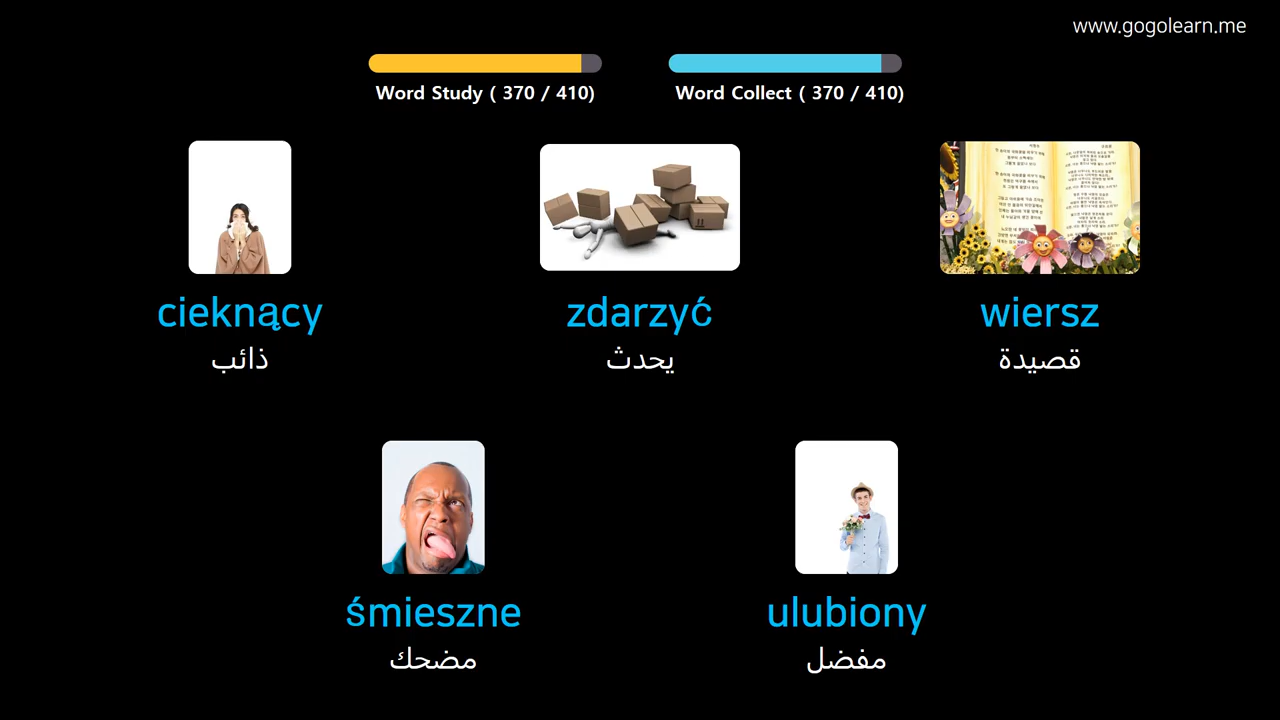 www.gogolearn.me
Word Study ( 370 / 410)
Word Collect ( 370 / 410)
cieknący
ذائب
zdarzyć
يحدث
wiersz
قصيدة
śmieszne
مضحك
ulubiony
مفضل